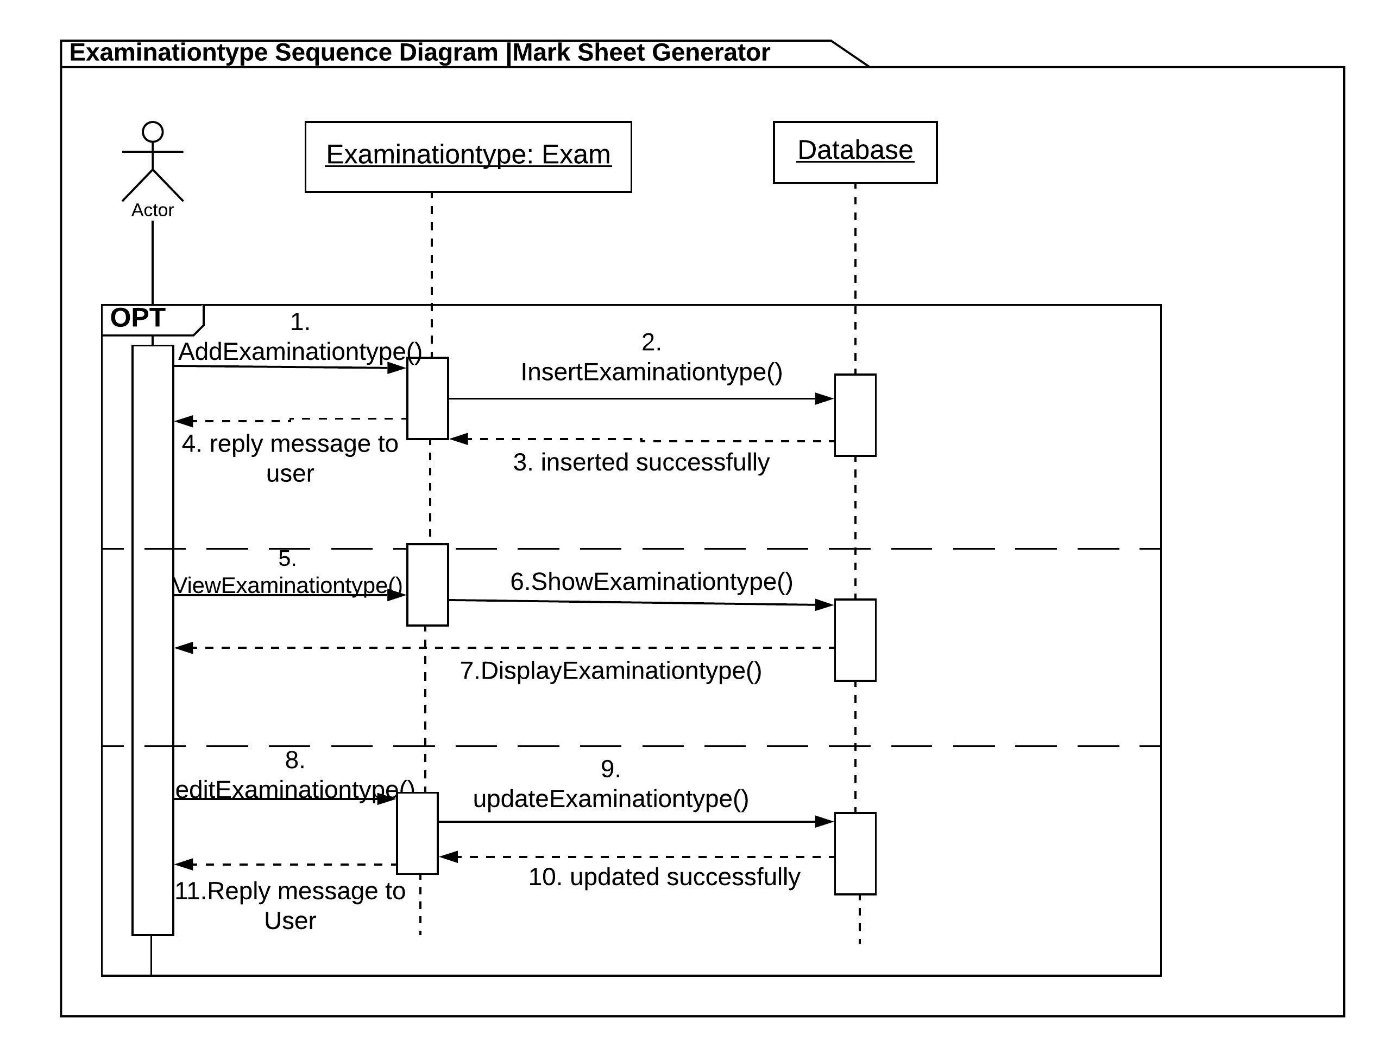 Examinationtype Sequence Diagram |Mark Sheet Generator
Examinationtype: Exam
Database
Actor
OPT
1.
AddExaminationtype()
2.
InsertExaminationtype()
4. reply message to
user
3. inserted successfully
5.
ViewExaminationtype()
6.ShowExaminationtype()
7.DisplayExaminationtype()
8.
editExaminationtype()
9.
updateExaminationtype()
10. updated successfully
11.Reply message to
User